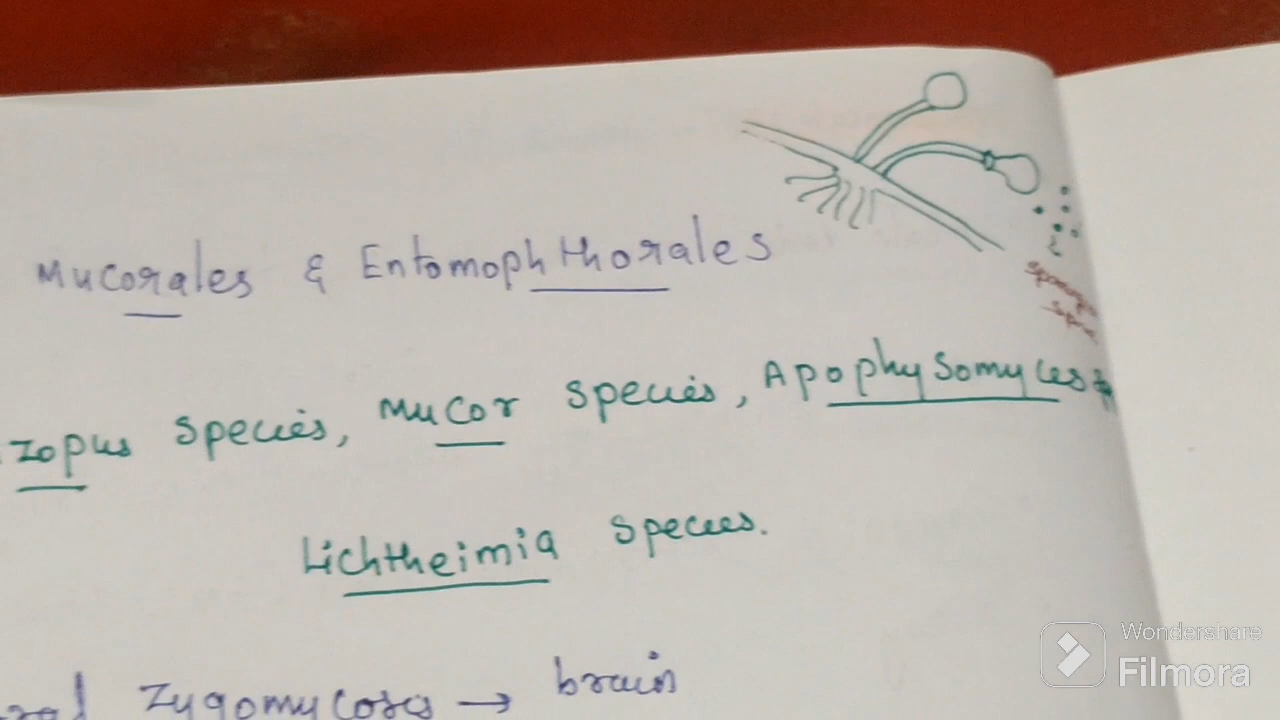 Mucorales & Entomophthorales
zopus species, Mucor species, Apophysomyces
Lichtheimia species.
Zygomycosis → brain
Wondershare
Filmora